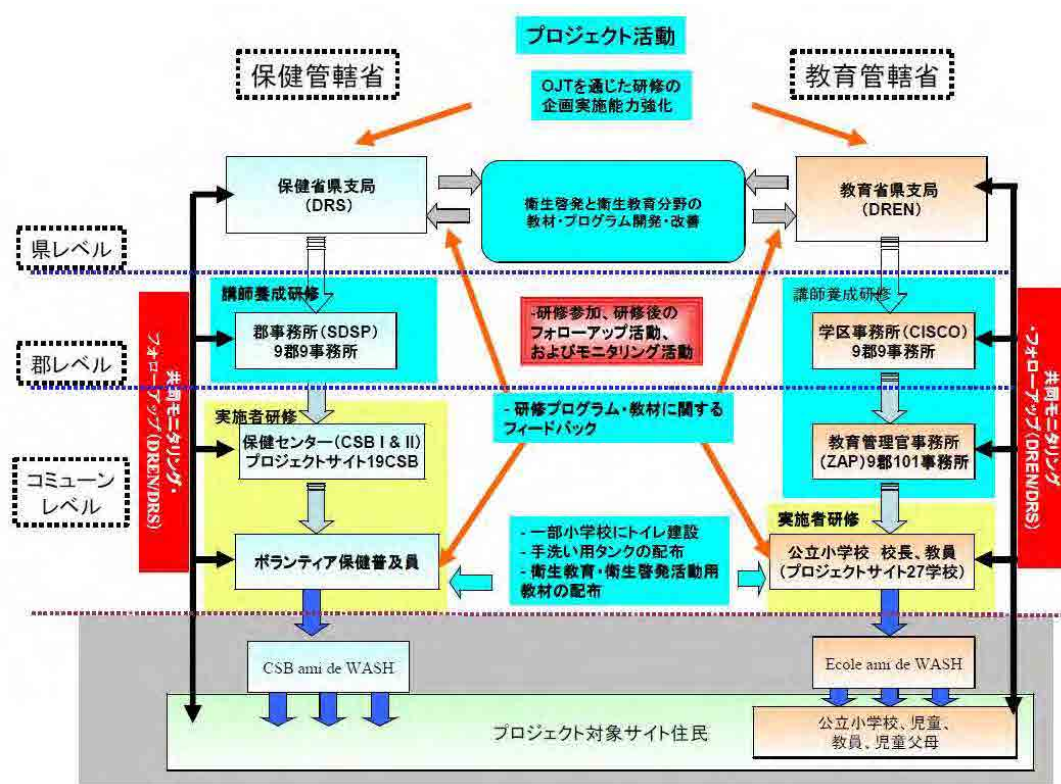 プロジェクト活動
保健管轄省
教育管轄省
OJTを通じた研修の
企画実施能力強化
保健省県支局
(DRS)
衛生啓発と衛生教育分野の
教材・プログラム開発・改善
教育省県支局
(DREN)
県レベル
講師養成研修
郡事務所(SDSP)
9郡9事務所
-研修参加、研修後の
フォローアップ活動、
およびモニタリング活動
講師養成研修
学区事務所(CISCO)
9郡9事務所
郡レベル
共同モニタリング・
フォローアップ(DREN/DRS)
共同モニタリング
・フォローアップ(DREN/DRS)
実施者研修
保健センター(CSB I & II)
プロジェクトサイト19CSB
- 研修プログラム・教材に関する
フィードバック
教育管理官事務所
(ZAP)9郡101事務所
コミューン
レベル
ボランティア保健普及員
- 一部小学校にトイレ建設
- 手洗い用タンクの配布
- 衛生教育・衛生啓発活動用
教材の配布
実施者研修
公立小学校 校長、教員
(プロジェクトサイト27学校)
CSB ami de WASH
Ecole ami de WASH
プロジェクト対象サイト住民
公立小学校、児童、
教員、児童父母